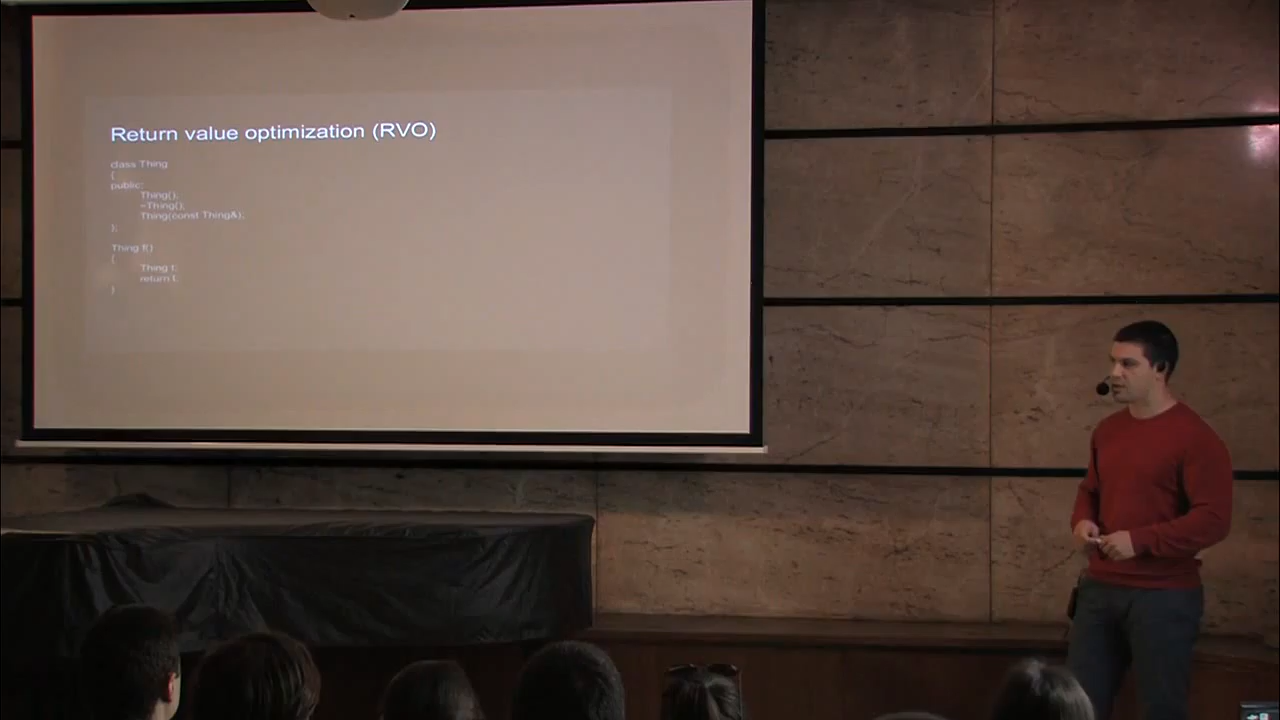 Return value optimization (RVO)
class Thing
{
public:
Thing();
~Thing();
Thing(const Thing&);
};
Thing f()
{
Thing t;
return t;
}